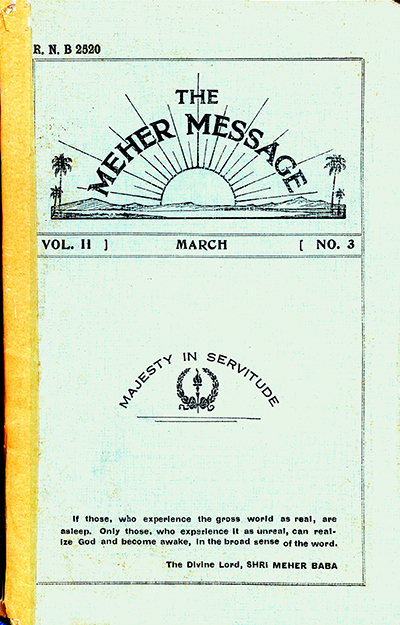 R. N. B 2520
THE
MEHER MESSAGE
VOL. II ] MARCH [ NO. 3
MAJESTY IN SERVITUDE
If those, who experience the gross world as real, are
asleep. Only those, who experience it as unreal, can real-
ize God and become awake, in the broad sense of the word.
The Divine Lord, SHRI MEHER BABA